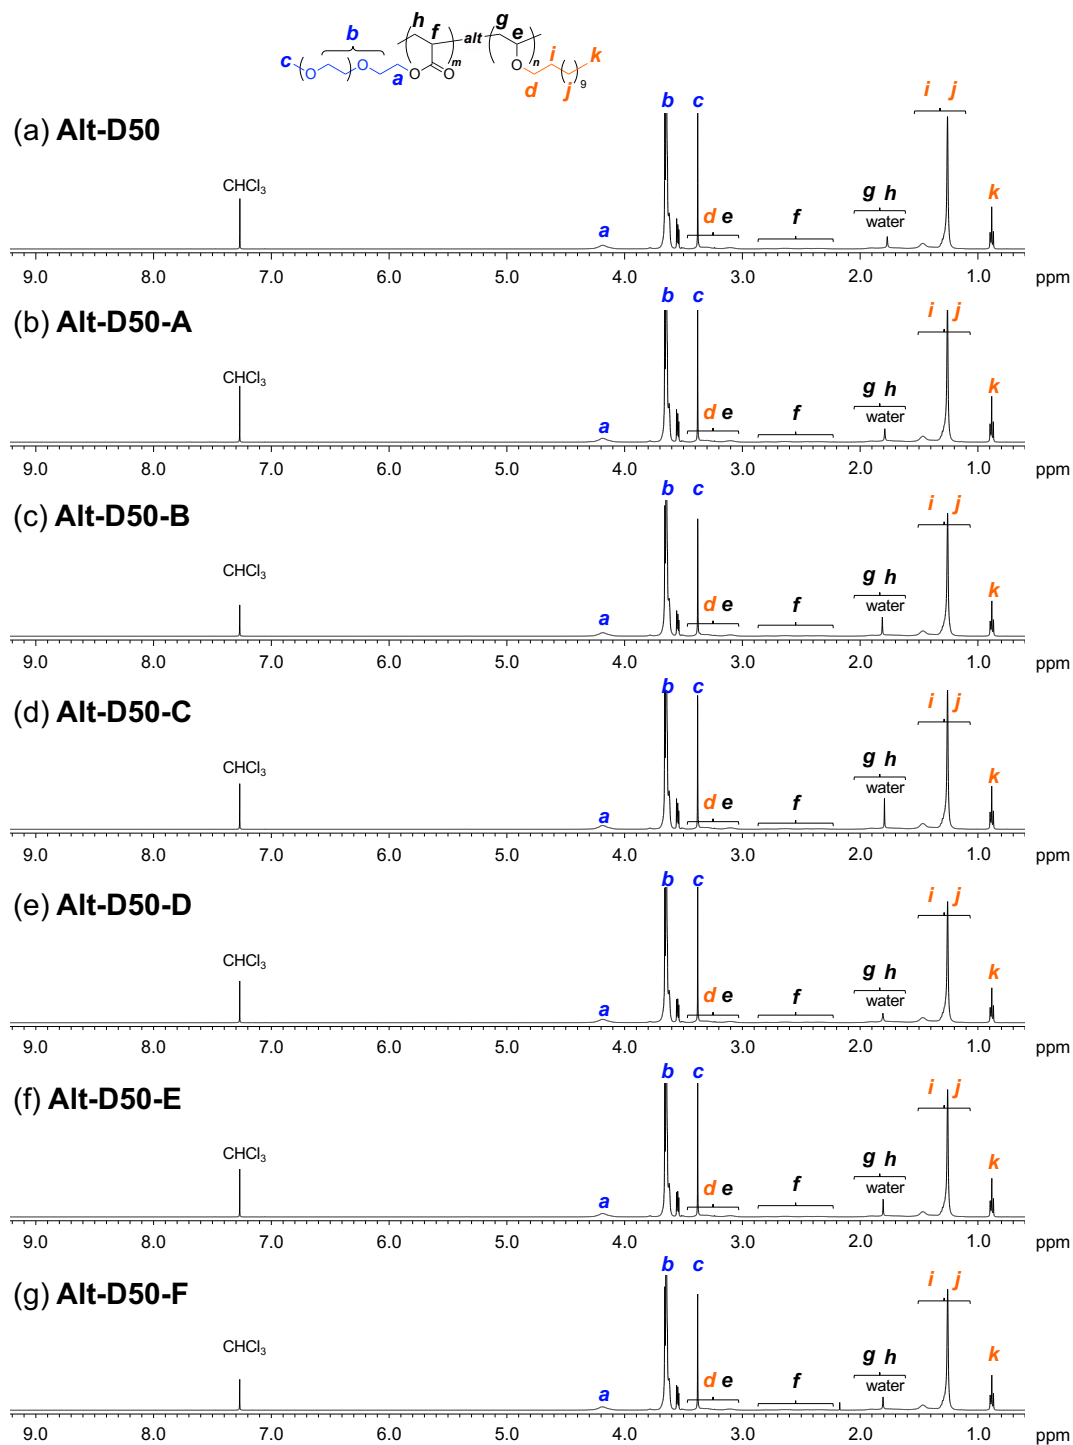 h g
b f alt e k
c i
O O O O m O n 9
a d j
b c i j
(a) Alt-D50
CHCl3 g h k
a d e f water
9.0 8.0 7.0 6.0 5.0 4.0 3.0 2.0 1.0 ppm
b c i j
(b) Alt-D50-A
CHCl3 g h k
a d e f water
9.0 8.0 7.0 6.0 5.0 4.0 3.0 2.0 1.0 ppm
b c i j
(c) Alt-D50-B
CHCl3 g h k
a d e f water
9.0 8.0 7.0 6.0 5.0 4.0 3.0 2.0 1.0 ppm
b c i j
(d) Alt-D50-C
CHCl3 g h k
a d e f water
9.0 8.0 7.0 6.0 5.0 4.0 3.0 2.0 1.0 ppm
b c i j
(e) Alt-D50-D
CHCl3 g h k
a d e f water
9.0 8.0 7.0 6.0 5.0 4.0 3.0 2.0 1.0 ppm
b c i j
(f) Alt-D50-E
CHCl3 g h k
a d e f water
9.0 8.0 7.0 6.0 5.0 4.0 3.0 2.0 1.0 ppm
b c i j
(g) Alt-D50-F
CHCl3 g h k
a d e f water
9.0 8.0 7.0 6.0 5.0 4.0 3.0 2.0 1.0 ppm